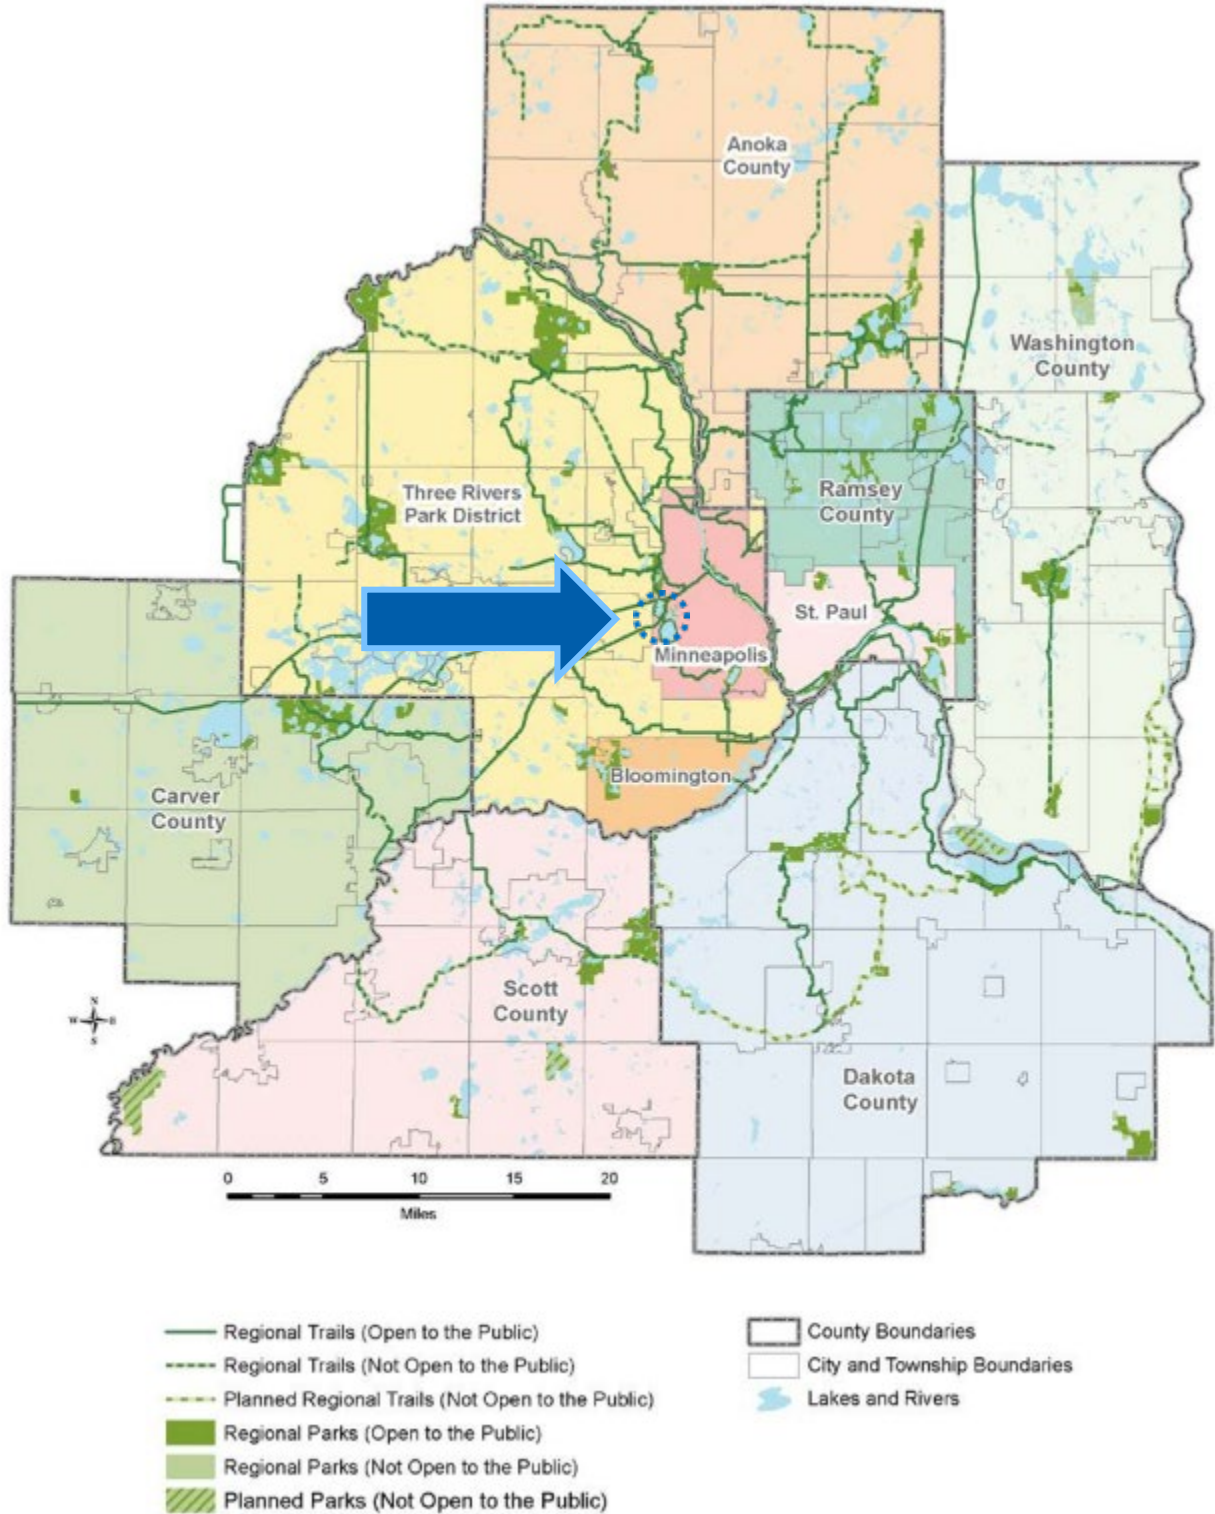 Anoka
County
Washington
County
Three Rivers
Park District
Ramsey
County
St. Paul
Minneapolis
Bloomington
Carver
County
Scott
County
Dakota
County
N
W
S
0 5 10 15 20
Miles
Regional Trails (Open to the Public)
Regional Trails (Not Open to the Public)
Planned Regional Trails (Not Open to the Public)
Regional Parks (Open to the Public)
Regional Parks (Not Open to the Public)
Planned Parks (Not Open to the Public)
County Boundaries
City and Township Boundaries
Lakes and Rivers